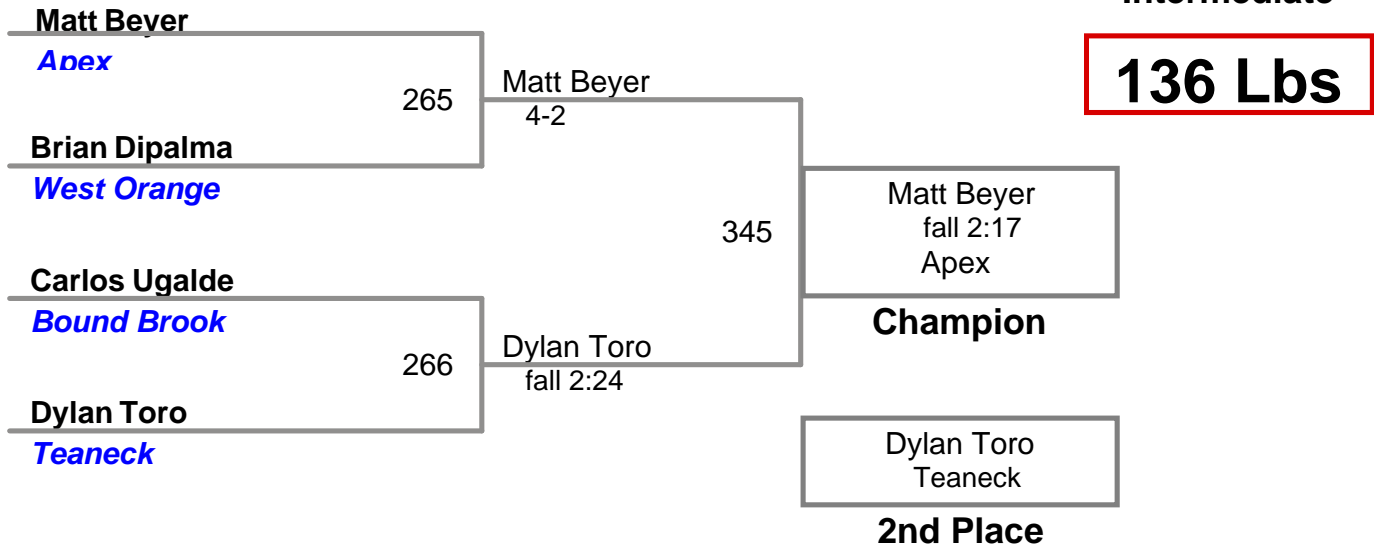 Intermediate
136 Lbs
Matt Beyer
Apex
265
Matt Beyer
4-2
Brian Dipalma
West Orange
345
Matt Beyer
fall 2:17
Apex
Champion
Carlos Ugalde
Bound Brook
266
Dylan Toro
fall 2:24
Dylan Toro
Teaneck
Dylan Toro
Teaneck
2nd Place